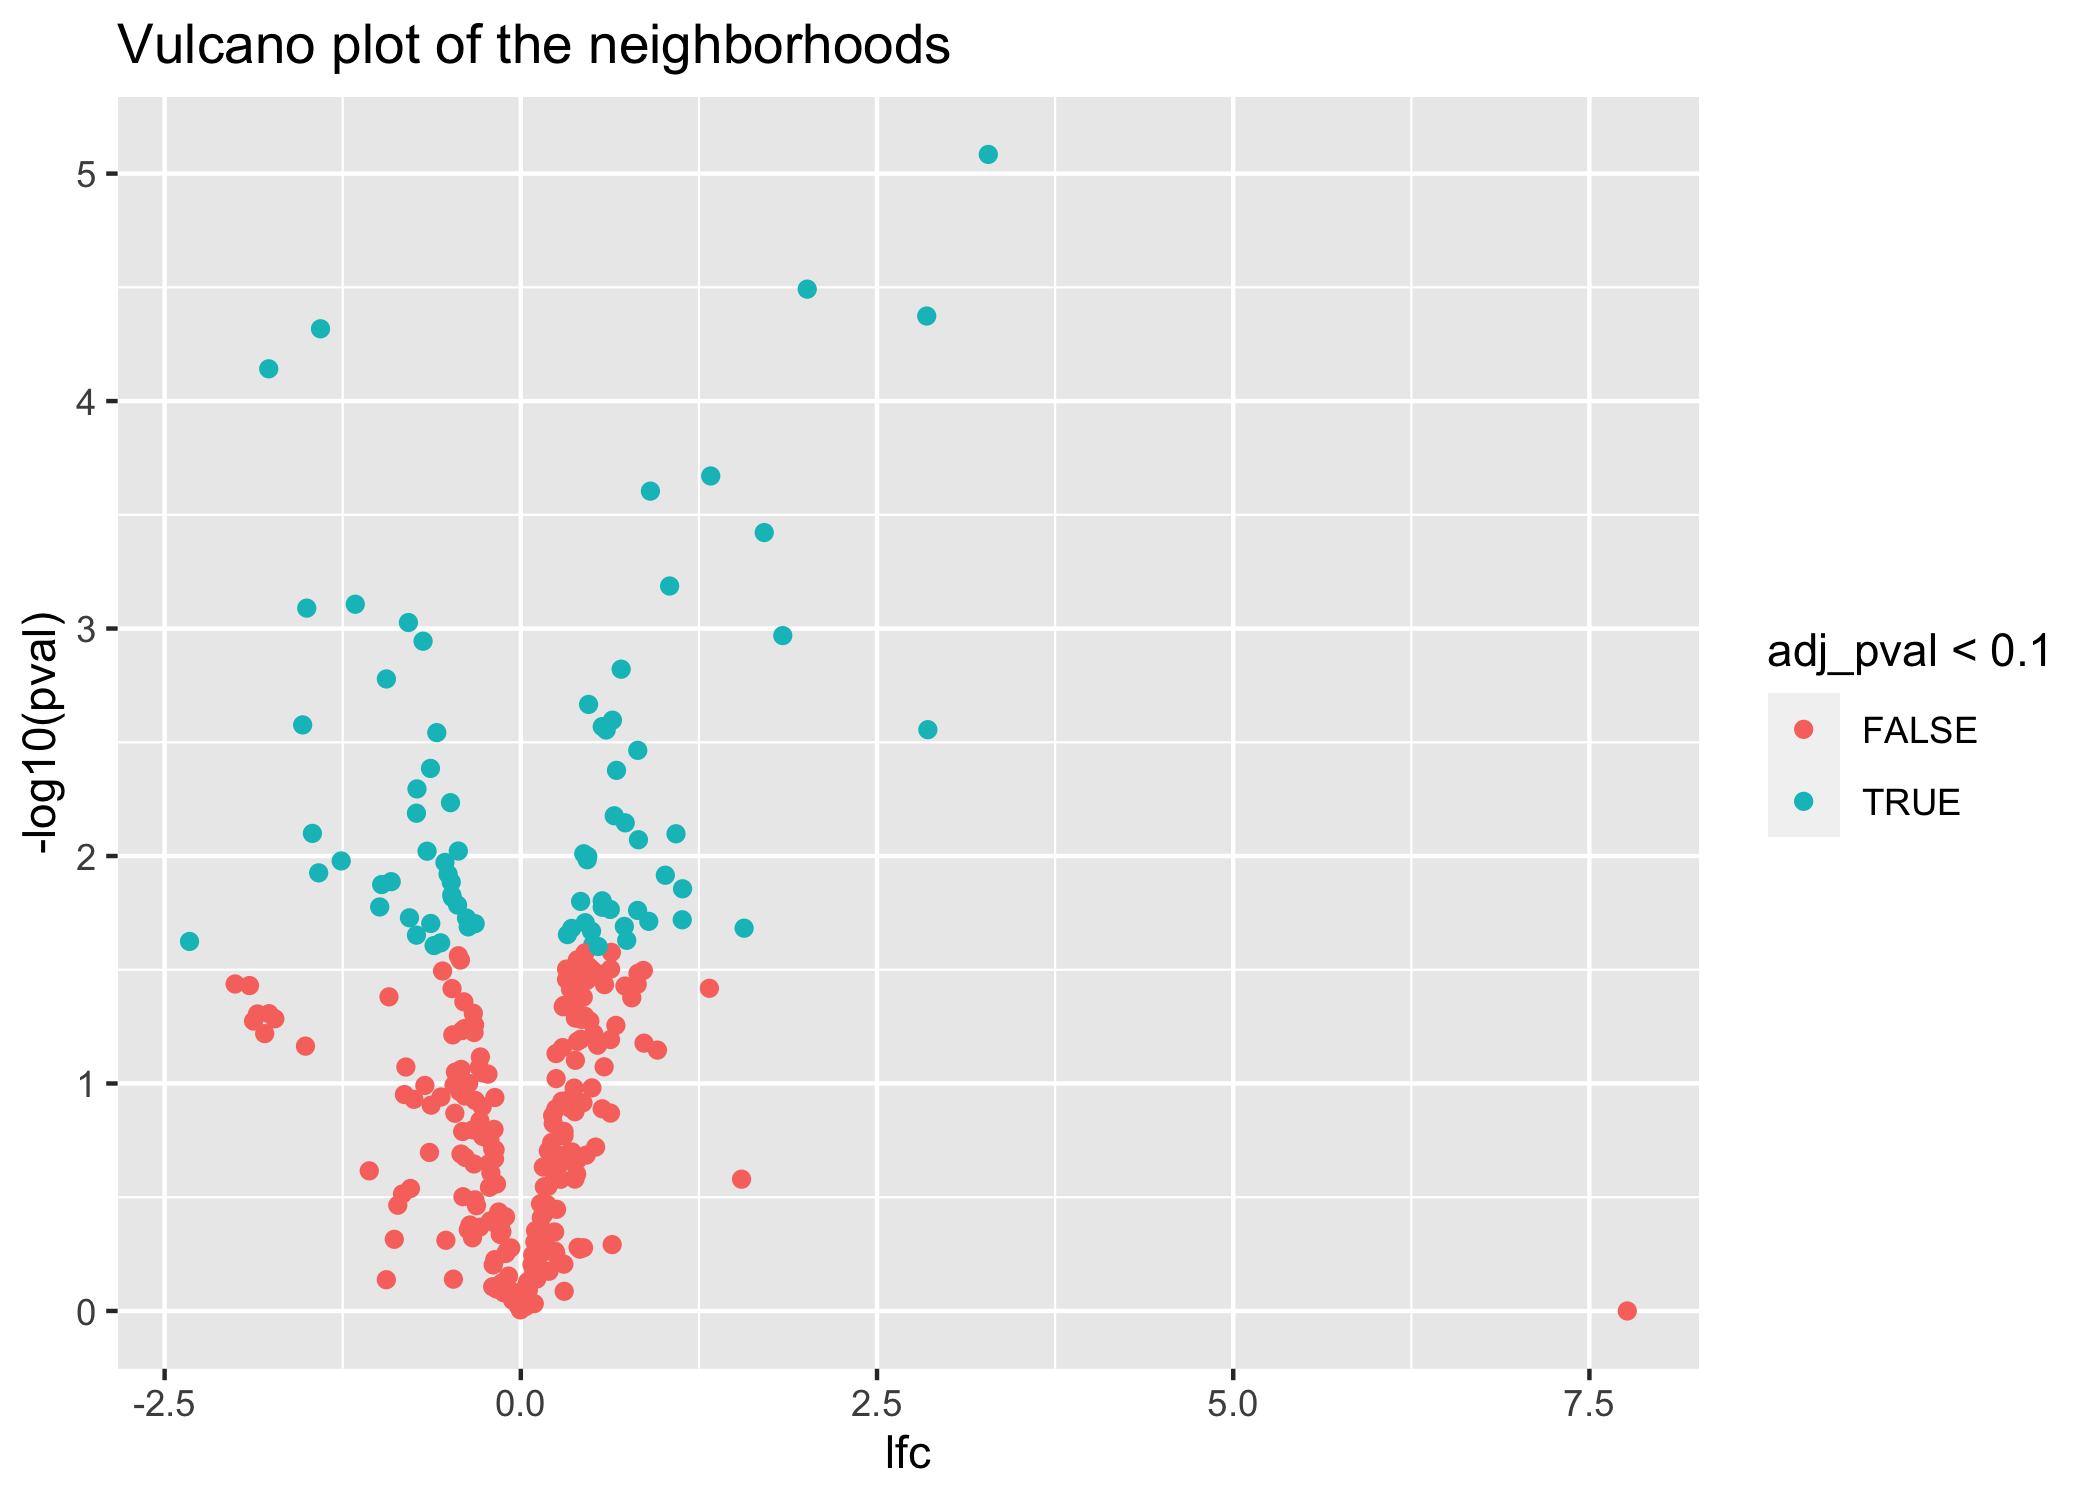 Vulcano plot of the neighborhoods
5
4
3
2
1
0
-log10(pval)
-2.5 0.0 2.5 5.0 7.5
lfc
adj_pval < 0.1
FALSE
TRUE